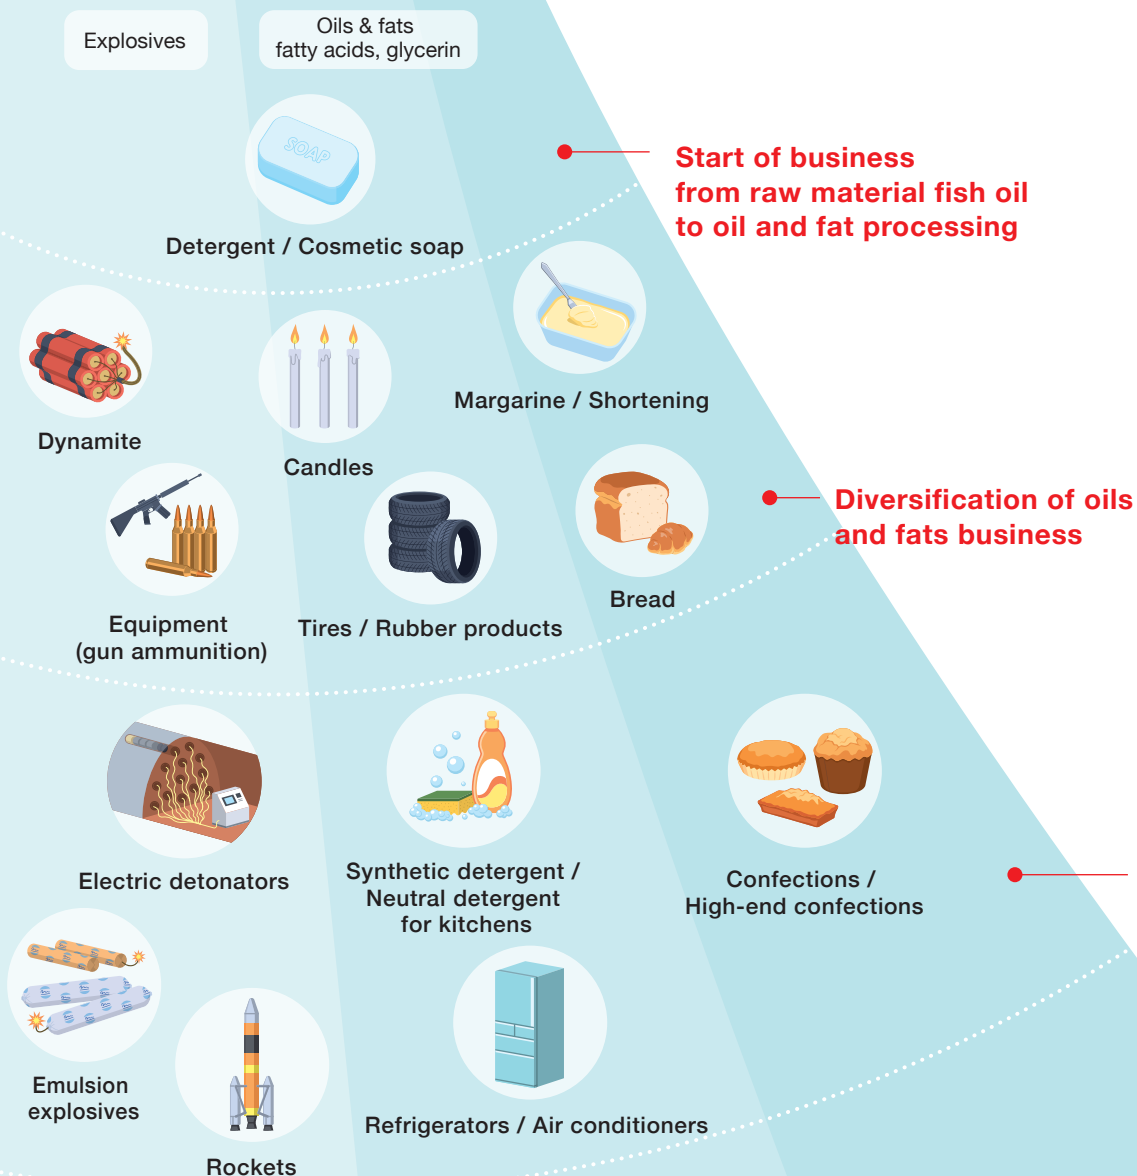 Explosives
Oils & fats
fatty acids, glycerin
SOAP
Start of business
from raw material fish oil
to oil and fat processing
Detergent / Cosmetic soap
Margarine / Shortening
Dynamite
Candles
Diversification of oils
and fats business
Bread
Equipment
(gun ammunition)
Tires / Rubber products
Electric detonators
Synthetic detergent /
Neutral detergent
for kitchens
Confections /
High-end confections
Emulsion
explosives
Refrigerators / Air conditioners
Rockets